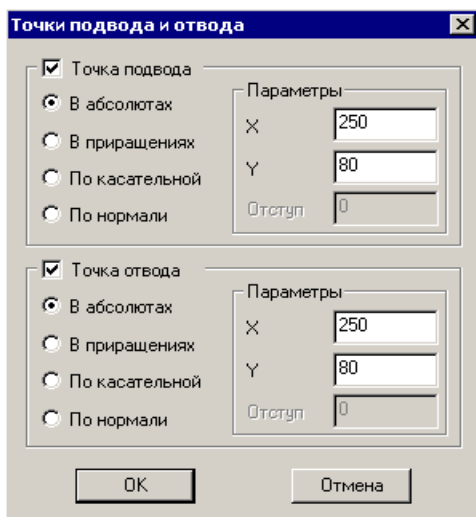 Точки подвода и отвода
Точка подвода
В абсолютах
В приращениях
По касательной
По нормали
Параметры
X 250
Y 80
Отступ 0
Точка отвода
В абсолютах
В приращениях
По касательной
По нормали
Параметры
X 250
Y 80
Отступ 0
OK Отмена